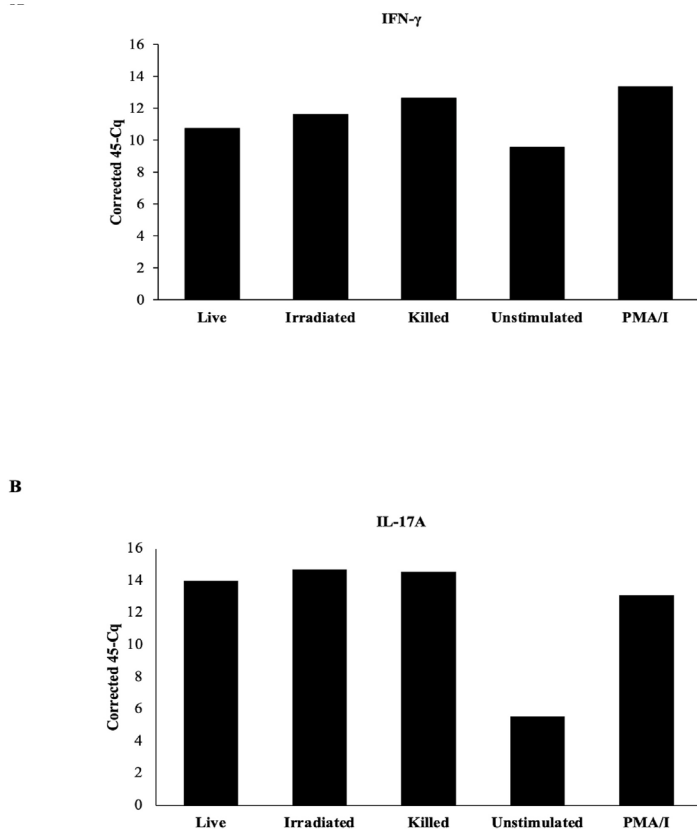 IFN-γ
16
14
12
10
8
6
4
2
0
Corrected 45-Cq
Live Irradiated Killed Unstimulated PMA/I
B
IL-17A
16
14
12
10
8
6
4
2
0
Corrected 45-Cq
Live Irradiated Killed Unstimulated PMA/I